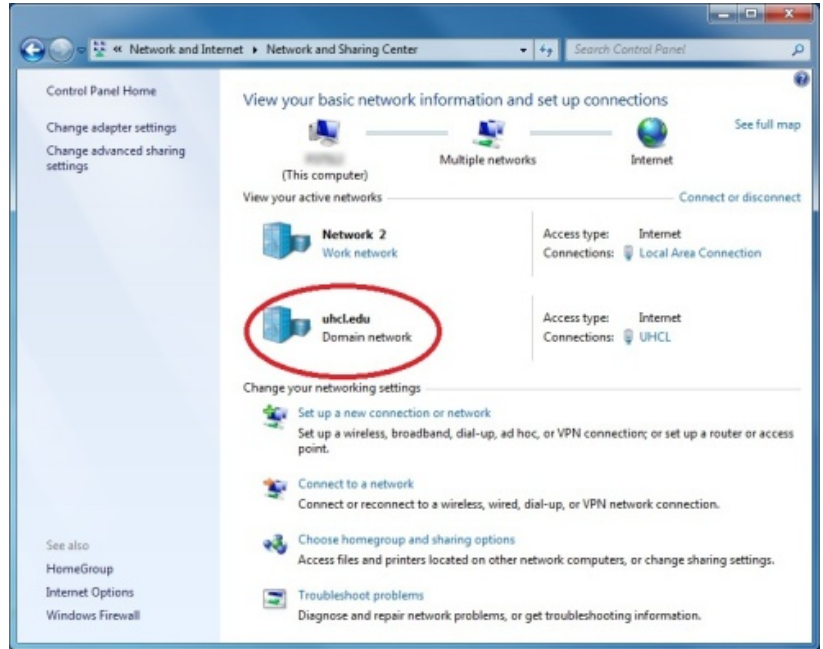 « Network and Internet ▸ Network and Sharing Center
Search Control Panel
Control Panel Home
Change adapter settings
Change advanced sharing
settings
View your basic network information and set up connections
See full map
(This computer)
Multiple networks
Internet
View your active networks
Connect or disconnect
Network 2
Work network
Access type: Internet
Connections: Local Area Connection
uhcl.edu
Domain network
Access type: Internet
Connections: UHCL
Change your networking settings
Set up a new connection or network
Set up a wireless, broadband, dial-up, ad hoc, or VPN connection; or set up a router or access
point.
Connect to a network
Connect or reconnect to a wireless, wired, dial-up, or VPN network connection.
Choose homegroup and sharing options
Access files and printers located on other network computers, or change sharing settings.
Troubleshoot problems
Diagnose and repair network problems, or get troubleshooting information.
See also
HomeGroup
Internet Options
Windows Firewall